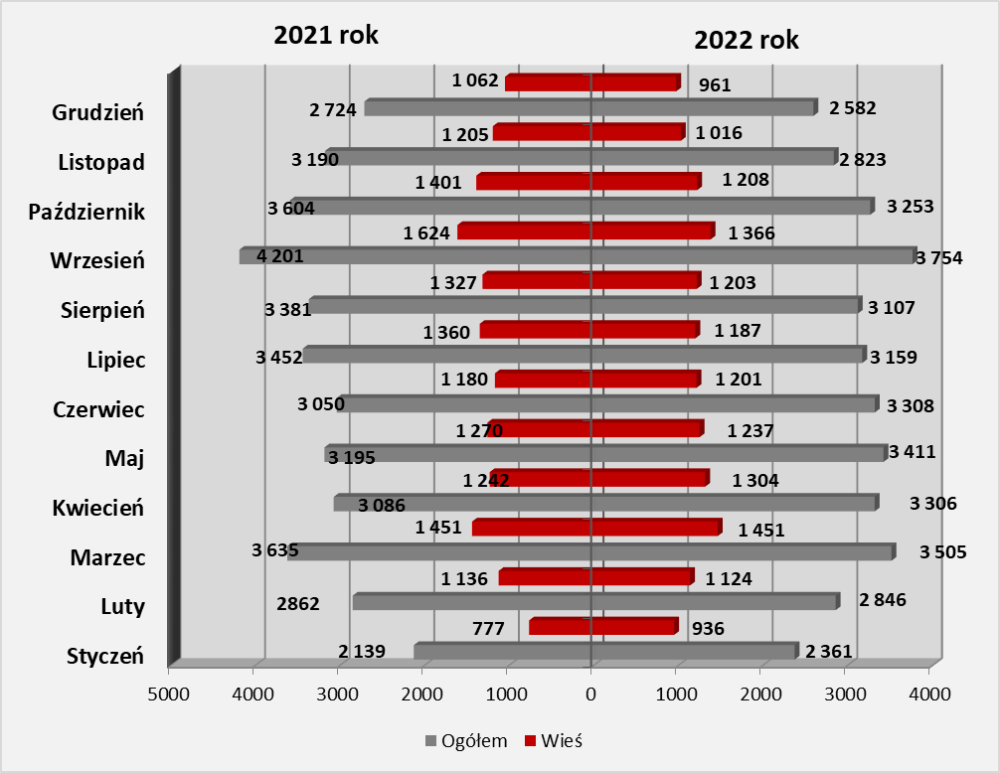 2021 rok 2022 rok
1 062 961
Grudzień 2 724 2 582
1 205 1 016
Listopad 3 190 2 823
1 401 1 208
Październik 3 604 3 253
1 624 1 366
Wrzesień 4 201 3 754
1 327 1 203
Sierpień 3 381 3 107
1 360 1 187
Lipiec 3 452 3 159
1 180 1 201
Czerwiec 3 050 3 308
1 270 1 237
Maj 3 195 3 411
1 242 1 304
Kwiecień 3 086 3 306
1 451 1 451
Marzec 3 635 3 505
1 136 1 124
Luty 2862 2 846
777 936
Styczeń 2 139 2 361
5000 4000 3000 2000 1000 0 1000 2000 3000 4000
Ogółem Wieś